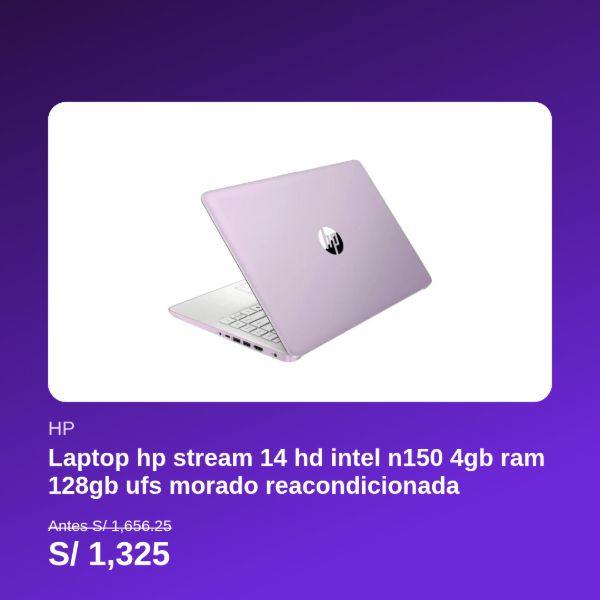 hp
HP
Laptop hp stream 14 hd intel n150 4gb ram
128gb ufs morado reacondicionada
Antes S/ 1,656.25
S/ 1,325